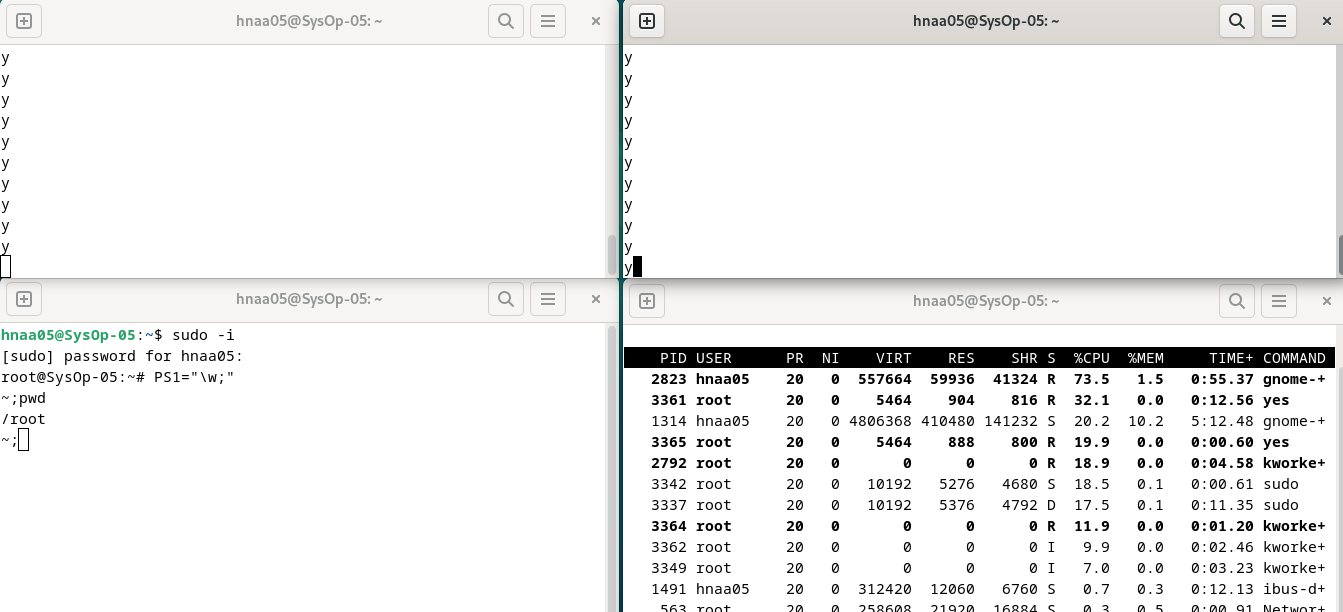 hnaa05@SysOp-05: ~
y
y
y
y
y
y
y
y
y
y
hnaa05@SysOp-05: ~
y
y
y
y
y
y
y
y
y
y
y
hnaa05@SysOp-05: ~
hnaa05@SysOp-05:~$ sudo -i
[sudo] password for hnaa05:
root@SysOp-05:~# PS1="\w;"
~;pwd
/root
~;
hnaa05@SysOp-05: ~
PID USER PR NI VIRT RES SHR S %CPU %MEM TIME+ COMMAND
2823 hnaa05 20 0 557664 59936 41324 R 73.5 1.5 0:55.37 gnome-+
3361 root 20 0 5464 904 816 R 32.1 0.0 0:12.56 yes
1314 hnaa05 20 0 4806368 410480 141232 S 20.2 10.2 5:12.48 gnome-+
3365 root 20 0 5464 888 800 R 19.9 0.0 0:00.60 yes
2792 root 20 0 0 0 0 R 18.9 0.0 0:04.58 kworke+
3342 root 20 0 10192 5276 4680 S 18.5 0.1 0:00.61 sudo
3337 root 20 0 10192 5376 4792 D 17.5 0.1 0:11.35 sudo
3364 root 20 0 0 0 0 R 11.9 0.0 0:01.20 kworke+
3362 root 20 0 0 0 0 I 9.9 0.0 0:02.46 kworke+
3349 root 20 0 0 0 0 I 7.0 0.0 0:03.23 kworke+
1491 hnaa05 20 0 312420 12060 6760 S 0.7 0.3 0:12.13 ibus-d+
563 root 20 0 258608 21920 16884 S 0.3 0.5 0:00.91 Networ+